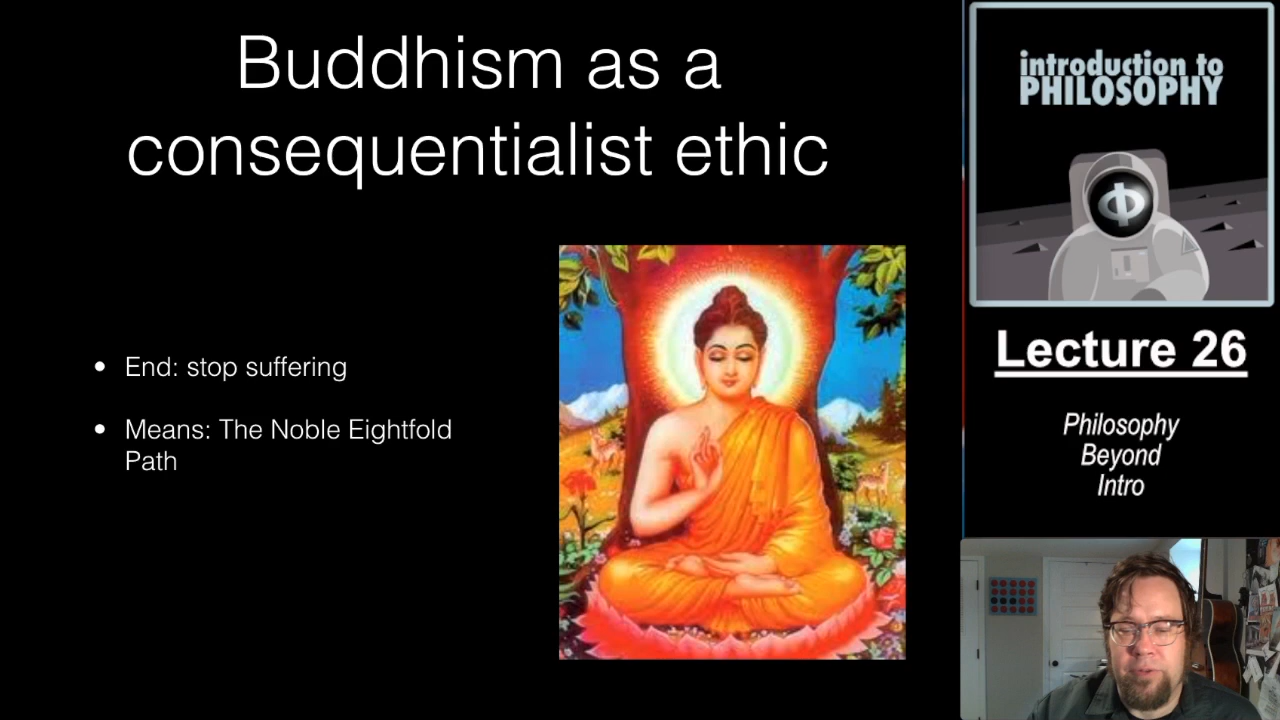 Buddhism as a
consequentialist ethic
• End: stop suffering
• Means: The Noble Eightfold
Path
introduction to
PHILOSOPHY
Φ
Lecture 26
Philosophy
Beyond
Intro